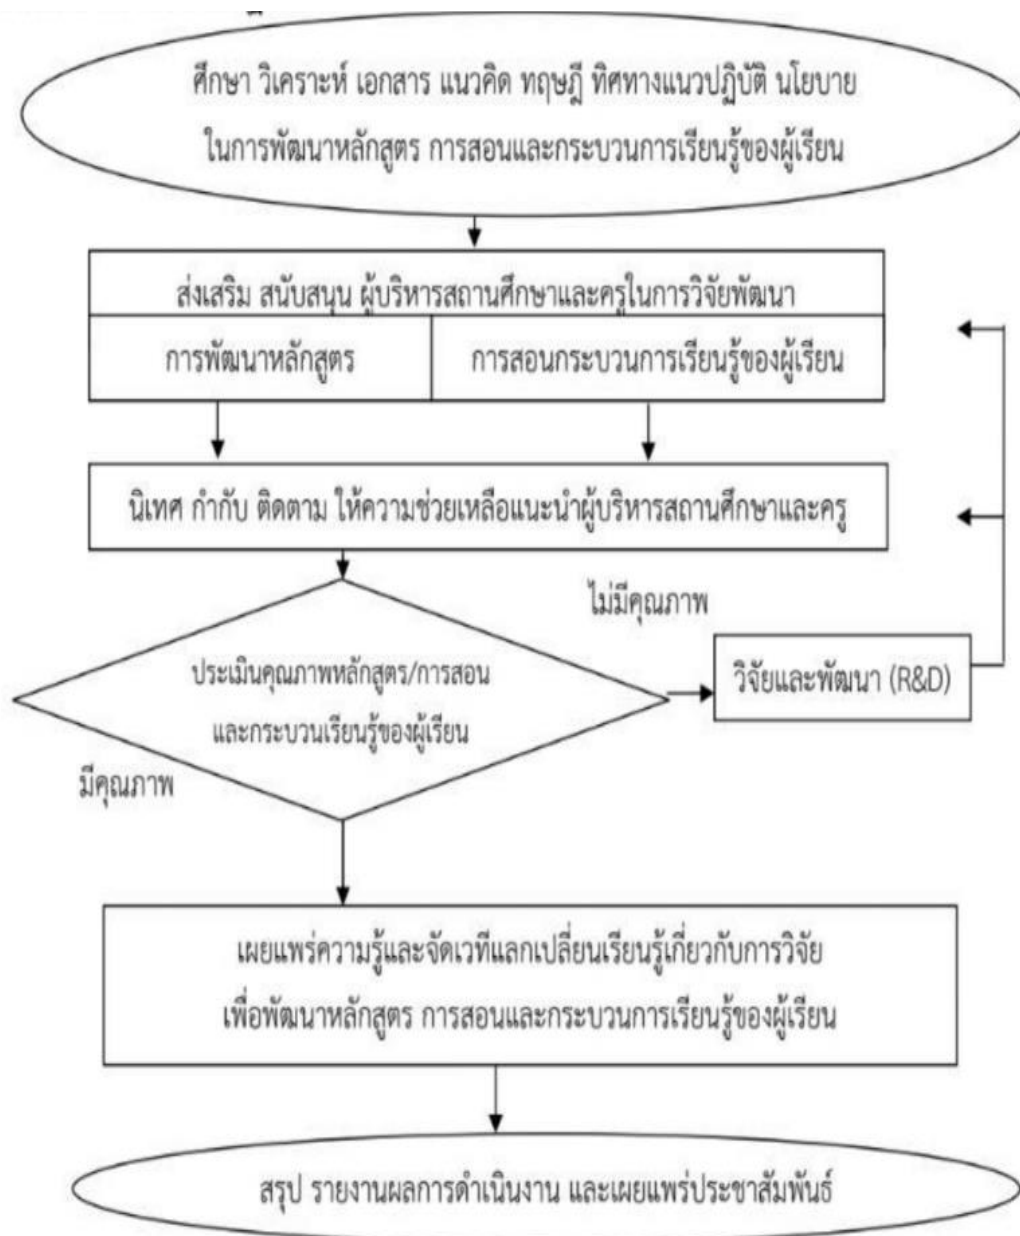 ศึกษา วิเคราะห์ เอกสาร แนวคิด ทฤษฎี ทิศทางแนวปฏิบัติ นโยบาย
ในการพัฒนาหลักสูตร การสอนและกระบวนการเรียนรู้ของผู้เรียน
ส่งเสริม สนับสนุน ผู้บริหารสถานศึกษาและครูในการวิจัยพัฒนา
การพัฒนาหลักสูตร
การสอนกระบวนการเรียนรู้ของผู้เรียน
นิเทศ กำกับ ติดตาม ให้ความช่วยเหลือแนะนำผู้บริหารสถานศึกษาและครู
ไม่มีคุณภาพ
ประเมินคุณภาพหลักสูตร/การสอน
และกระบวนเรียนรู้ของผู้เรียน
วิจัยและพัฒนา (R&D)
มีคุณภาพ
เผยแพร่ความรู้และจัดเวทีแลกเปลี่ยนเรียนรู้เกี่ยวกับการวิจัย
เพื่อพัฒนาหลักสูตร การสอนและกระบวนการเรียนรู้ของผู้เรียน
สรุป รายงานผลการดำเนินงาน และเผยแพร่ประชาสัมพันธ์